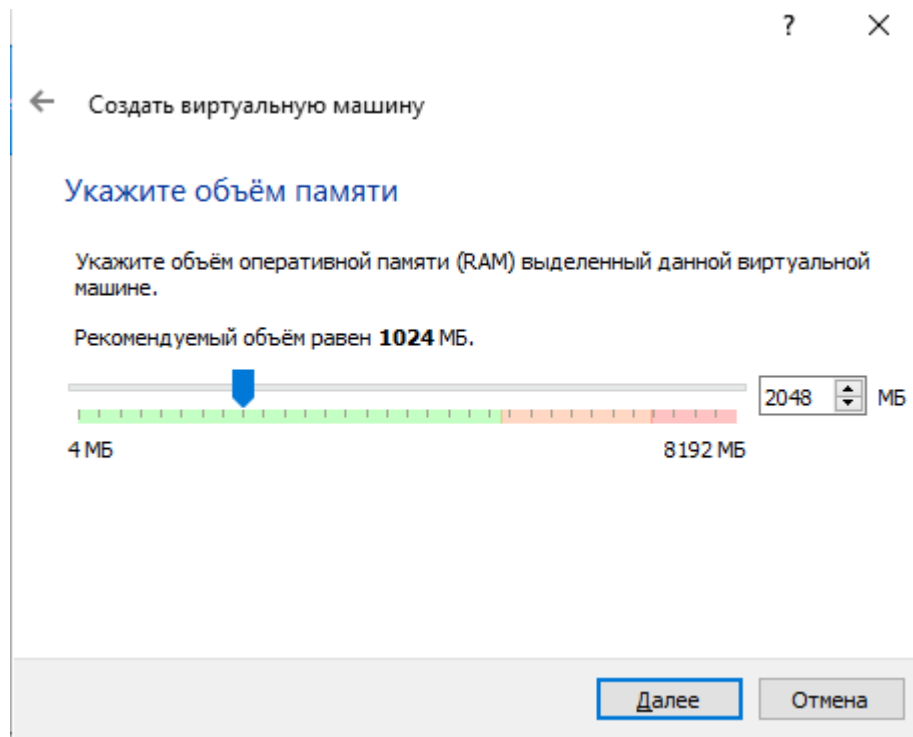 ?
Создать виртуальную машину
Укажите объём памяти
Укажите объём оперативной памяти (RAM) выделенный данной виртуальной
машине.
Рекомендуемый объём равен 1024 МБ.
2048 МБ
4 МБ 8192 МБ
Далее Отмена